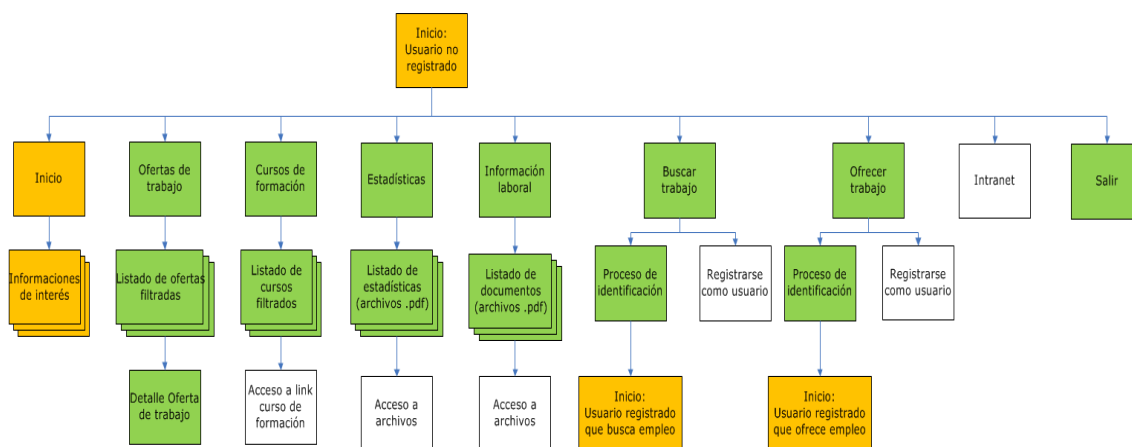 Inicio:
Usuario no
registrado
Inicio
Ofertas de
trabajo
Cursos de
formación
Estadísticas
Información
laboral
Buscar
trabajo
Ofrecer
trabajo
Intranet
Salir
Informaciones
de interés
Listado de ofertas
filtradas
Listado de
cursos
filtrados
Listado de
estadísticas
(archivos .pdf)
Listado de
documentos
(archivos .pdf)
Proceso de
identificación
Registrarse
como usuario
Proceso de
identificación
Registrarse
como usuario
Detalle Oferta
de trabajo
Acceso a link
curso de
formación
Acceso a
archivos
Acceso a
archivos
Inicio:
Usuario registrado
que busca empleo
Inicio:
Usuario registrado
que ofrece empleo